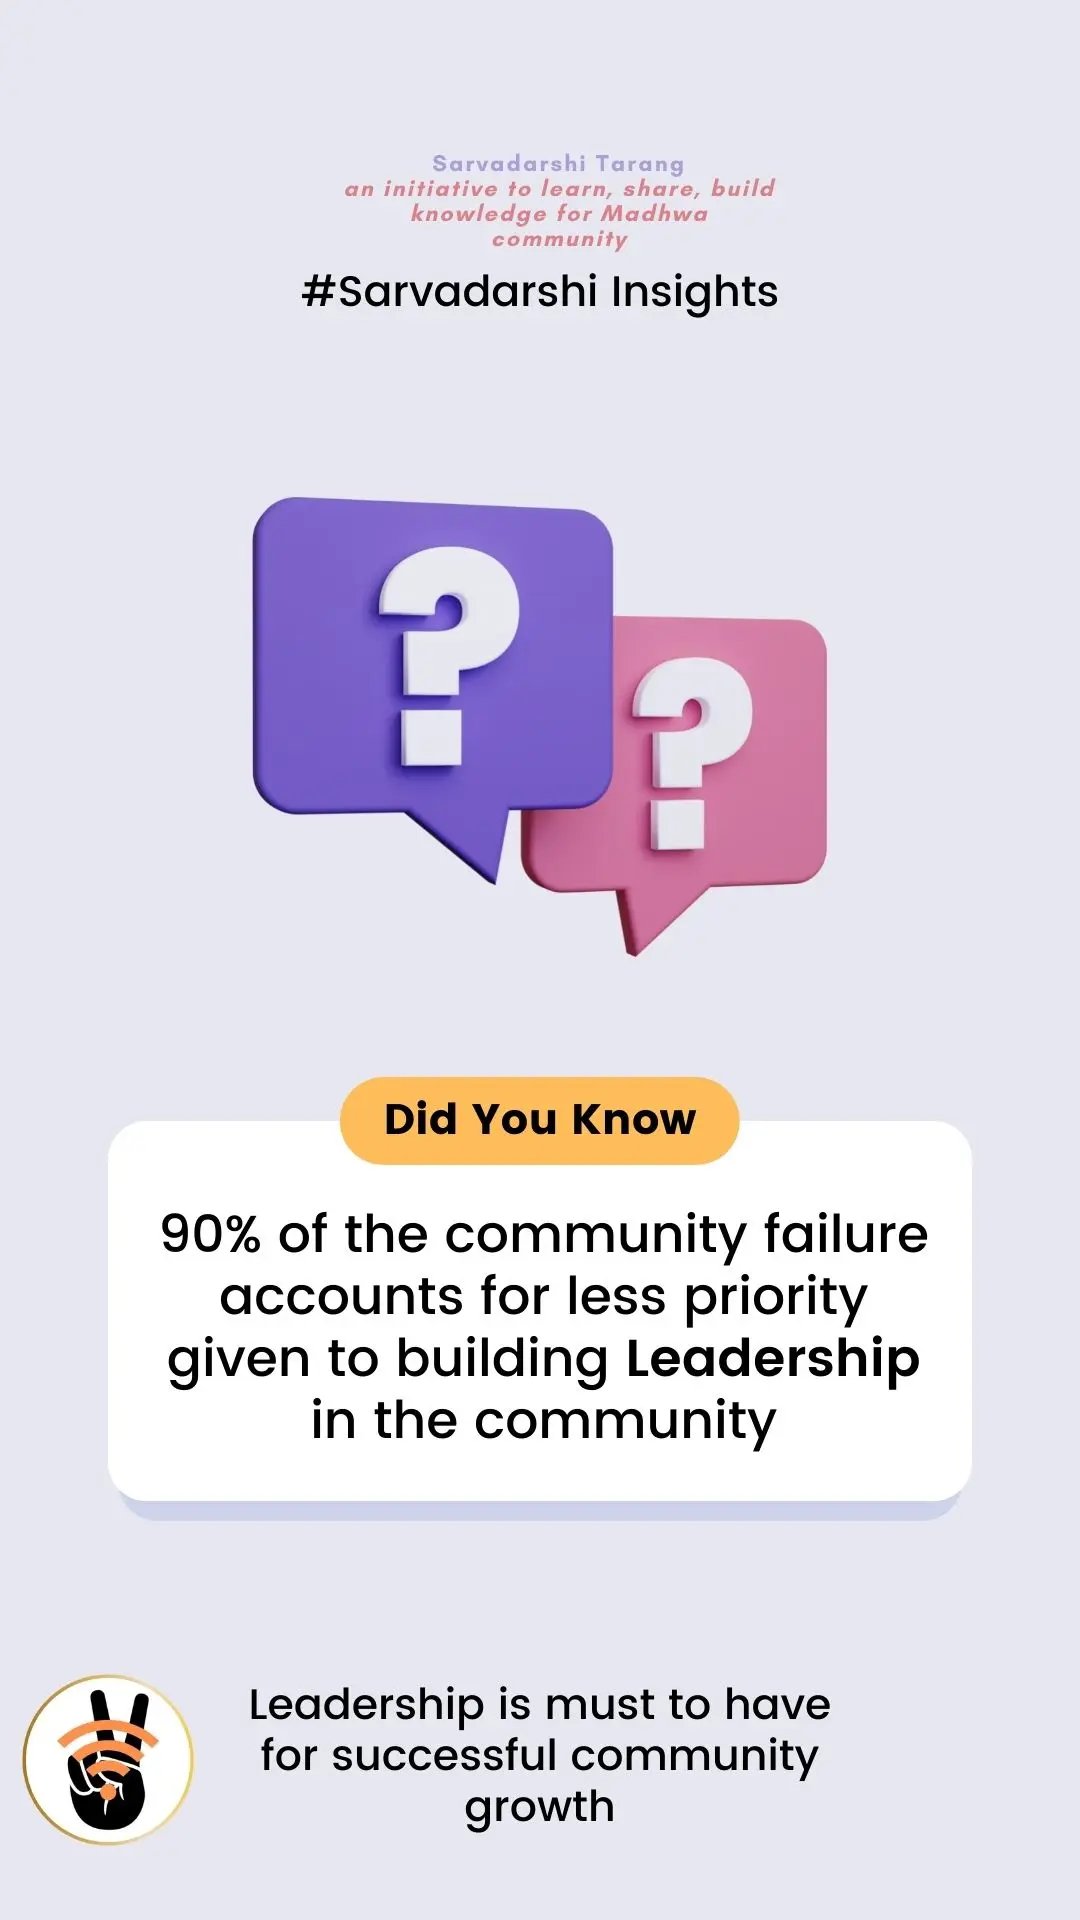 Sarvadarshi Tarang
an initiative to learn, share, build
knowledge for Madhwa
community
#Sarvadarshi Insights
?
?
Did You Know
90% of the community failure
accounts for less priority
given to building Leadership
in the community
Leadership is must to have
for successful community
growth